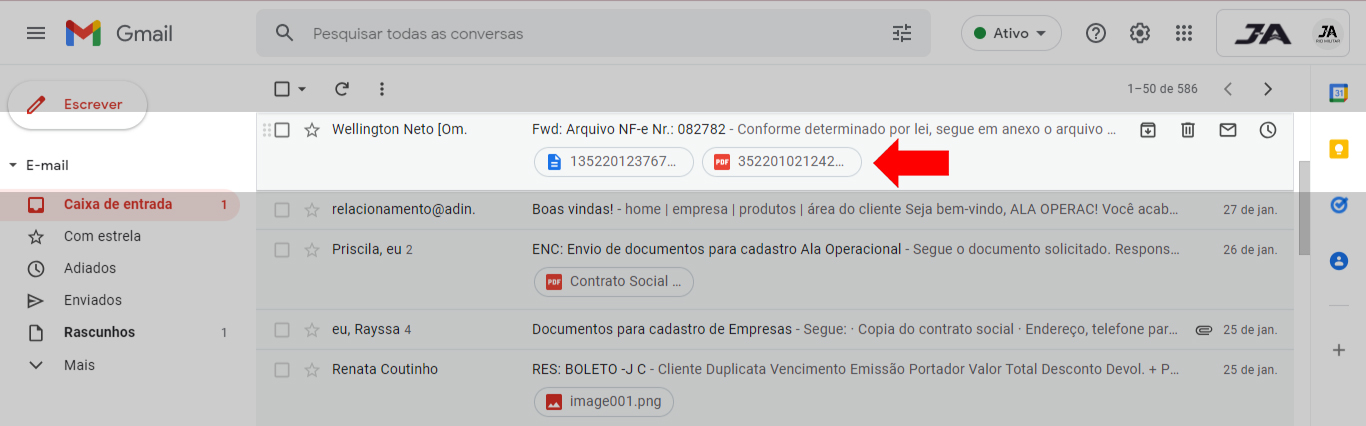 Gmail
Pesquisar todas as conversas
Ativo
J-A
J-A
Escrever
1–50 de 586
31
Wellington Neto [Om.
Fwd: Arquivo NF-e Nr.: 082782 - Conforme determinado por lei, segue em anexo o arquivo ...
135220123767...
PDF 352201021242...
E-mail
Caixa de entrada 1
relacionamento@adin.
Boas vindas! - home | empresa | produtos | área do cliente Seja bem-vindo, ALA OPERAC! Você acab...
27 de jan.
Com estrela
Priscila, eu 2
ENC: Envio de documentos para cadastro Ala Operacional - Segue o documento solicitado. Respons...
26 de jan.
Adiados
PDF Contrato Social ...
Enviados
Rascunhos 1
eu, Rayssa 4
Documentos para cadastro de Empresas - Segue: · Copia do contrato social · Endereço, telefone par...
25 de jan.
Mais
Renata Coutinho
RES: BOLETO -J C - Cliente Duplicata Vencimento Emissão Portador Valor Total Desconto Devol. + P...
25 de jan.
image001.png